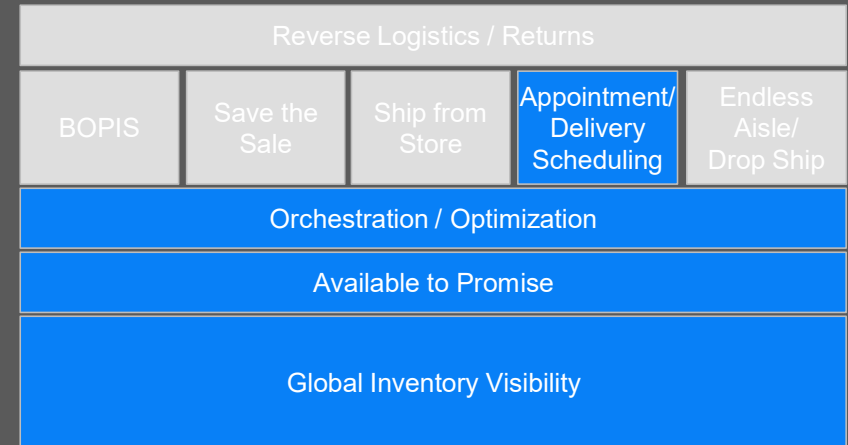 Reverse Logistics / Returns
BOPIS
Save the
Sale
Ship from
Store
Appointment/
Delivery
Scheduling
Endless
Aisle/
Drop Ship
Orchestration / Optimization
Available to Promise
Global Inventory Visibility